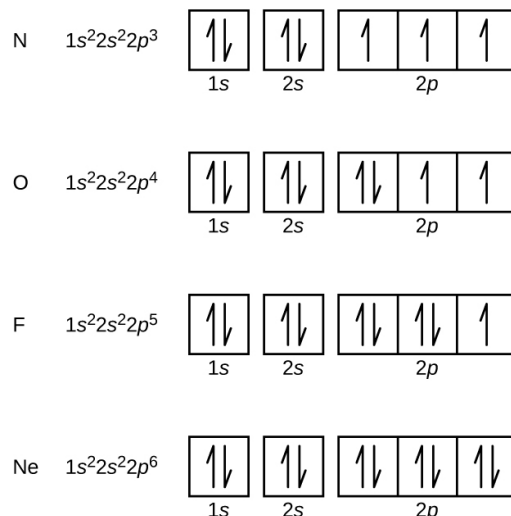 N 1s²2s²2p³
1s 2s 2p
O 1s²2s²2p⁴
1s 2s 2p
F 1s²2s²2p⁵
1s 2s 2p
Ne 1s²2s²2p⁶
1s 2s 2p